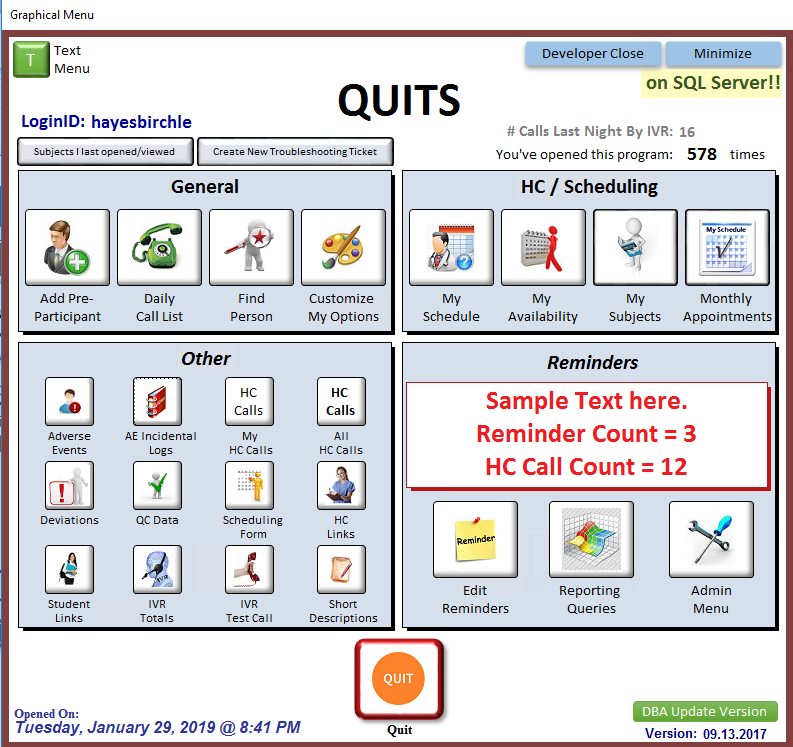 Graphical Menu
T
Text
Menu
Developer Close
Minimize
on SQL Server!!
QUITS
LoginID: hayesbirchle
# Calls Last Night By IVR: 16
Subjects I last opened/viewed
Create New Troubleshooting Ticket
You've opened this program: 578 times
General
Add Pre-
Participant
Daily
Call List
Find
Person
Customize
My Options
HC / Scheduling
My
Schedule
My
Availability
My
Subjects
My Schedule
Monthly
Appointments
Other
Adverse
Events
AE Incidental
Logs
HC
Calls
My
HC Calls
HC
Calls
All
HC Calls
Deviations
QC Data
Scheduling
Form
HC
Links
Student
Links
IVR
IVR
Totals
IVR
Test Call
Short
Descriptions
Reminders
Sample Text here.
Reminder Count = 3
HC Call Count = 12
Reminder
Edit
Reminders
Reporting
Queries
Admin
Menu
QUIT
Quit
Opened On:
Tuesday, January 29, 2019 @ 8:41 PM
DBA Update Version
Version: 09.13.2017